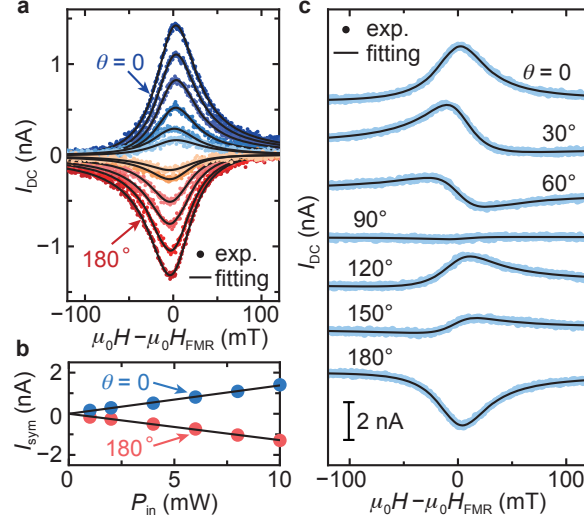 a
1
0
−1
I_DC (nA)
θ = 0
180°
exp.
fitting
−100
0
100
μ₀H − μ₀H_FMR (mT)
b
2
0
−2
I_sym (nA)
θ = 0
180°
0
5
10
P_in (mW)
c
exp.
fitting
θ = 0
30°
60°
90°
120°
150°
180°
2 nA
I_DC (nA)
−100
0
100
μ₀H − μ₀H_FMR (mT)